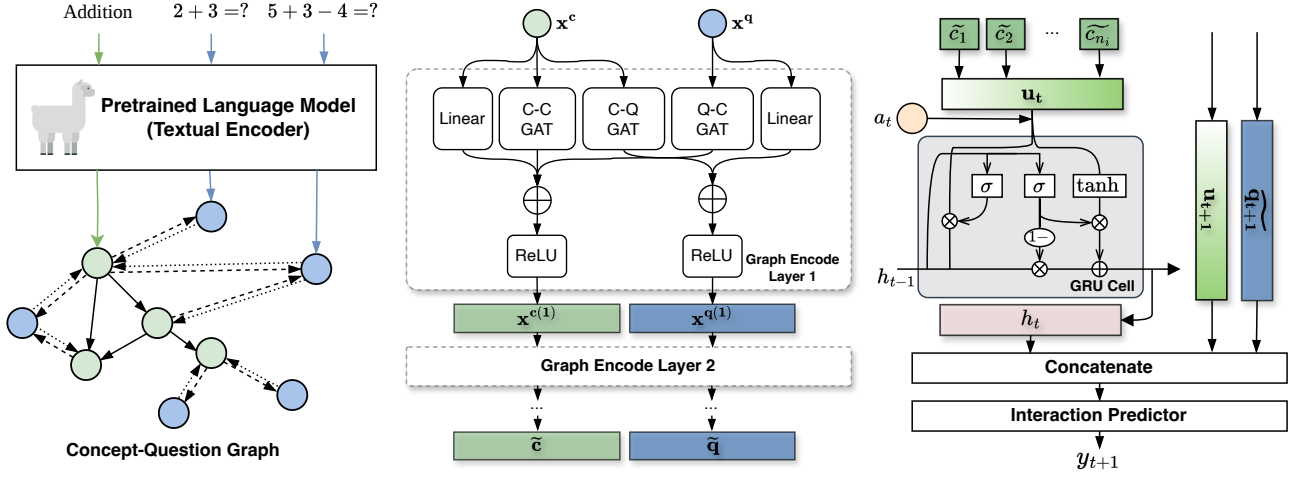 Addition
2 + 3 =?
5 + 3 − 4 =?
Pretrained Language Model
(Textual Encoder)
Concept-Question Graph
x^c
x^q
Linear
C-C
GAT
C-Q
GAT
Q-C
GAT
Linear
ReLU
ReLU
Graph Encode
Layer 1
x^{c(1)}
x^{q(1)}
Graph Encode Layer 2
...
...
c̃
q̃
c̃_1
c̃_2
...
c̃_{n_i}
u_t
a_t
σ
σ
tanh
1-
h_{t−1}
GRU Cell
h_t
u_{t+1}
q̃_{t+1}
Concatenate
Interaction Predictor
y_{t+1}